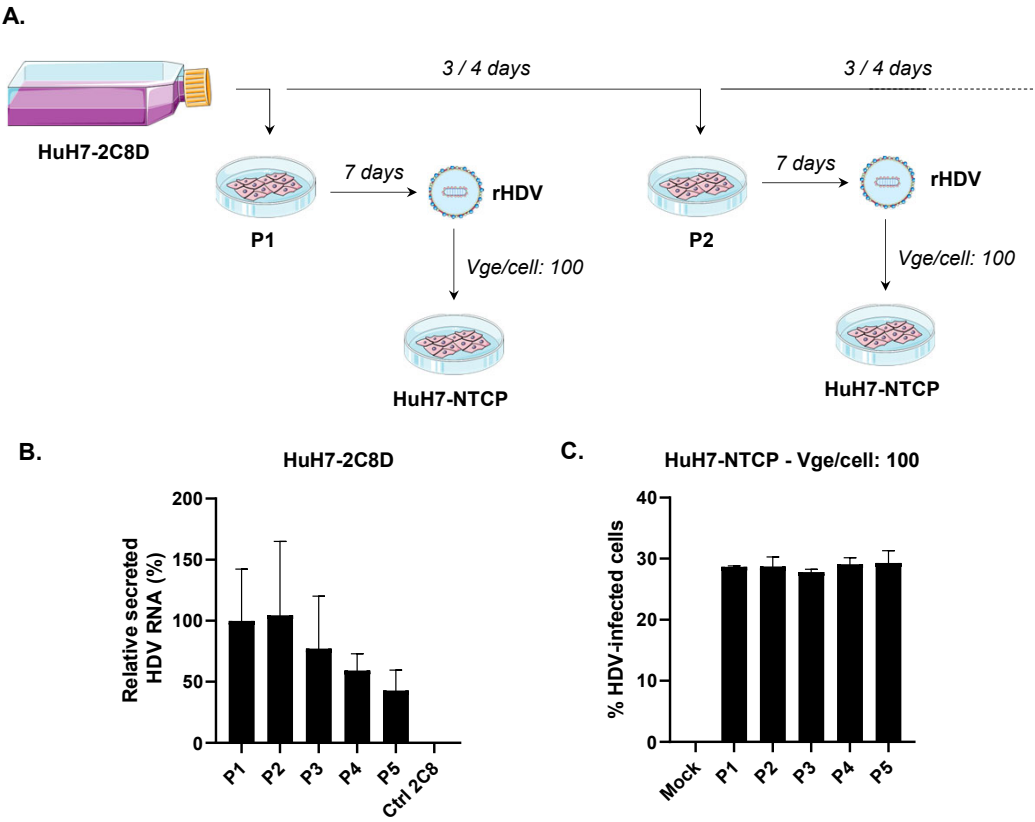 A.
3 / 4 days
3 / 4 days
HuH7-2C8D
7 days
rHDV
7 days
rHDV
P1
P2
Vge/cell: 100
Vge/cell: 100
HuH7-NTCP
HuH7-NTCP
B.
HuH7-2C8D
Relative secreted
HDV RNA (%)
200
150
100
50
0
P1
P2
P3
P4
P5
Ctrl 2C8
C.
HuH7-NTCP - Vge/cell: 100
% HDV-infected cells
40
30
20
10
0
Mock
P1
P2
P3
P4
P5